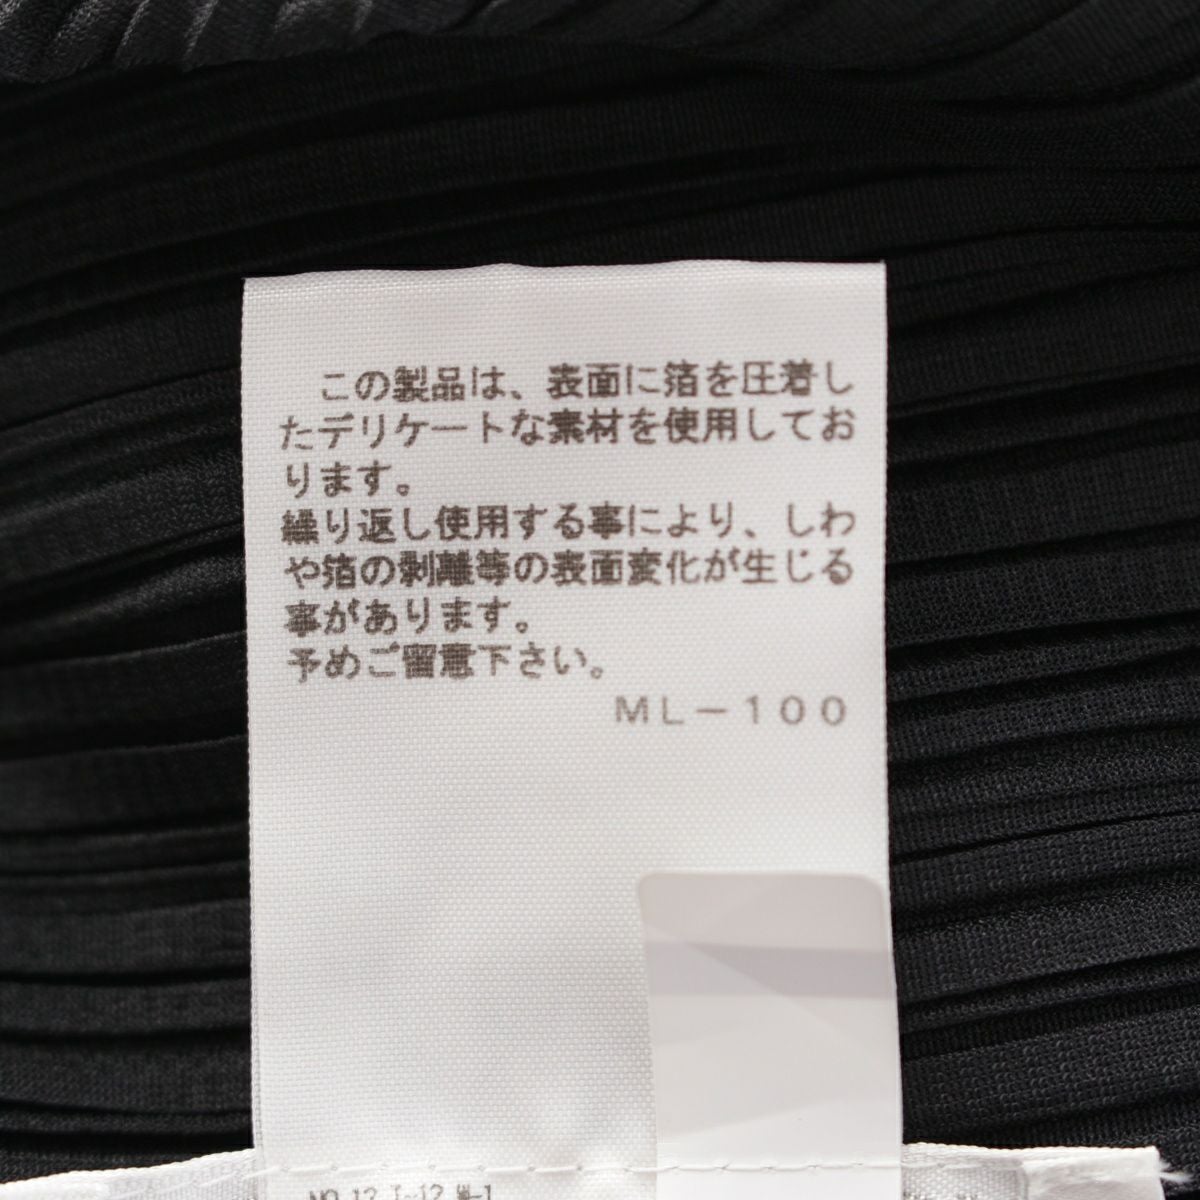 この製品は、表面に箔を圧着し
たデリケートな素材を使用してお
ります。
繰り返し使用する事により、しわ
や箔の剥離等の表面変化が生じる
事があります。
予めご留意下さい。
ML-100